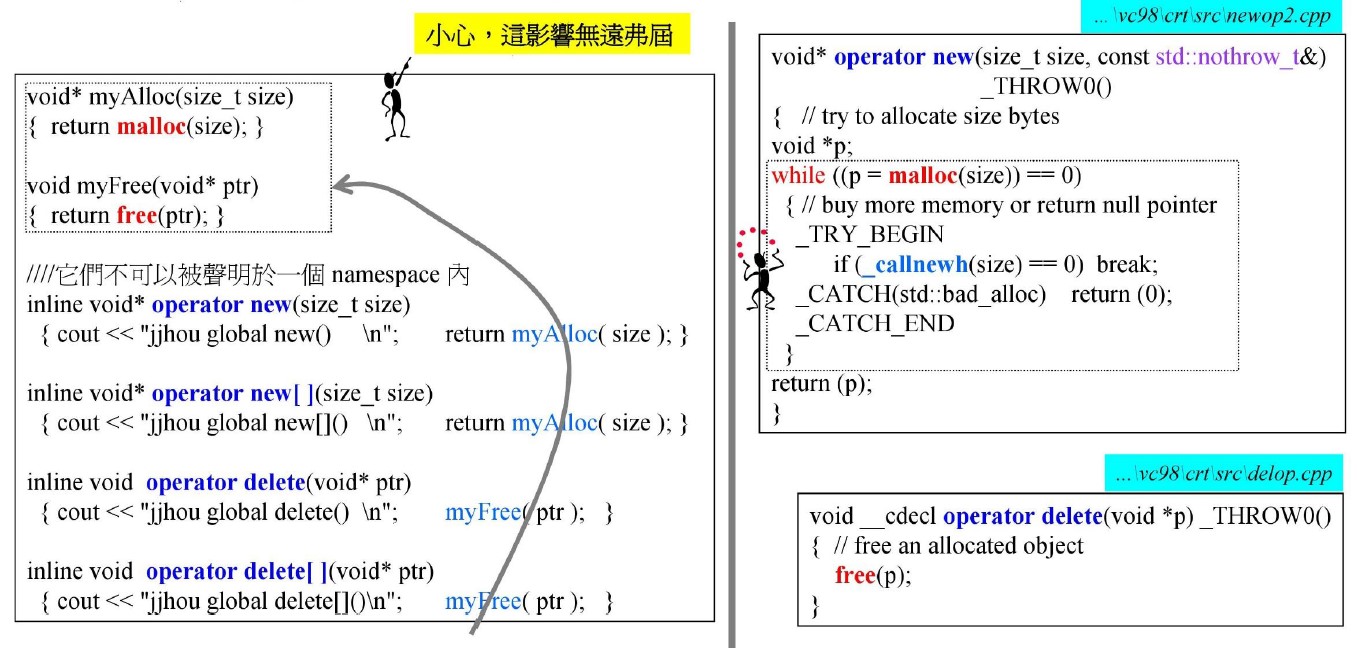 小心，這影響無遠弗屆
void* myAlloc(size_t size)
{ return malloc(size); }
void myFree(void* ptr)
{ return free(ptr); }
////它們不可以被聲明於一個 namespace 內
inline void* operator new(size_t size)
{ cout << "jjhou global new() \n"; return myAlloc( size ); }
inline void* operator new[ ](size_t size)
{ cout << "jjhou global new[]() \n"; return myAlloc( size ); }
inline void operator delete(void* ptr)
{ cout << "jjhou global delete() \n"; myFree( ptr ); }
inline void operator delete[ ](void* ptr)
{ cout << "jjhou global delete[]()\n"; myFree( ptr ); }
...\vc98\crt\src\newop2.cpp
void* operator new(size_t size, const std::nothrow_t&)
_THROW0()
{ // try to allocate size bytes
void *p;
while ((p = malloc(size)) == 0)
{ // buy more memory or return null pointer
_TRY_BEGIN
if (_callnewh(size) == 0) break;
_CATCH(std::bad_alloc) return (0);
_CATCH_END
}
return (p);
}
...\vc98\crt\src\delop.cpp
void __cdecl operator delete(void *p) _THROW0()
{ // free an allocated object
free(p);
}